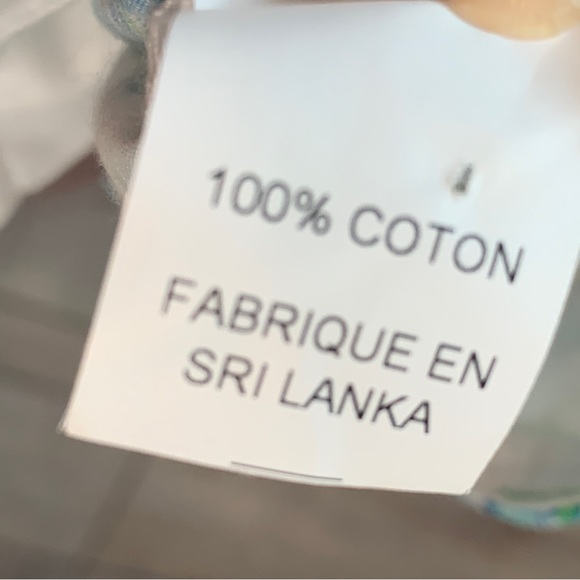 100% COTON
FABRIQUE EN
SRI LANKA